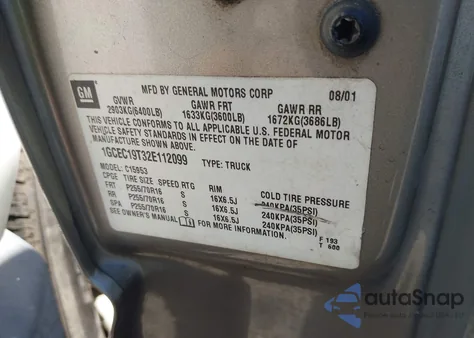 GM
MFD BY GENERAL MOTORS CORP 08/01
GVWR GAWR FRT GAWR RR
2903KG(6400LB) 1633KG(3600LB) 1672KG(3686LB)
THIS VEHICLE CONFORMS TO ALL APPLICABLE U.S. FEDERAL MOTOR
VEHICLE SAFETY STANDARDS IN EFFECT ON THE DATE OF
MANUFACTURE SHOWN ABOVE.
1GCEC19T32E112099 TYPE: TRUCK
C15953
CPGE TIRE SIZE SPEED RTG RIM COLD TIRE PRESSURE
FRT P255/70R16 S 16X6.5J 240KPA(35PSI)
RR P255/70R16 S 16X6.5J 240KPA(35PSI)
SPA P255/70R16 S 16X6.5J 240KPA(35PSI)
SEE OWNER'S MANUAL FOR MORE INFORMATION.
F 193
T 600
autoSnap